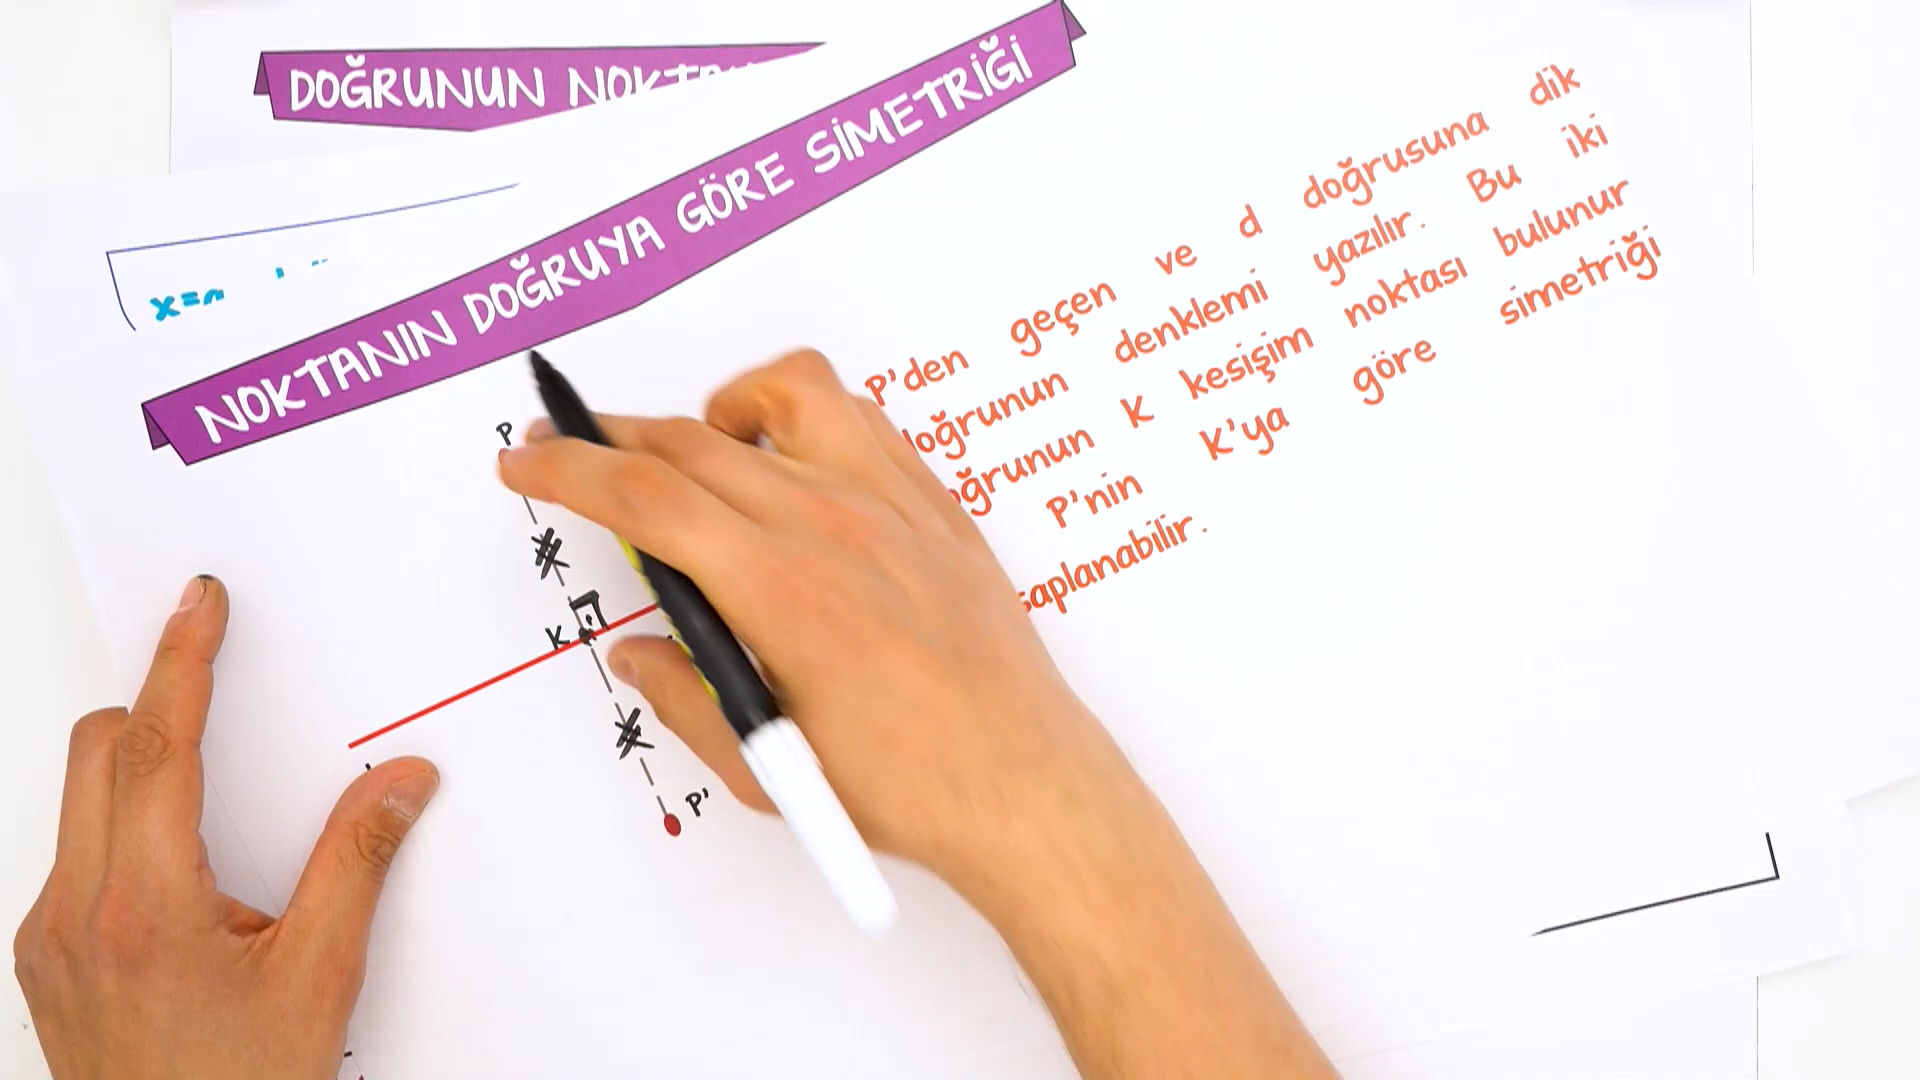 DOĞRUNUN
NOKTANIN DOĞRUYA GÖRE SİMETRİĞİ
P'den geçen ve d doğrusuna dik
doğrunun denklemi yazılır. Bu iki
doğrunun K kesişim noktası bulunur
P'nin K'ya göre simetriği
saplanabilir.
P
K
P'